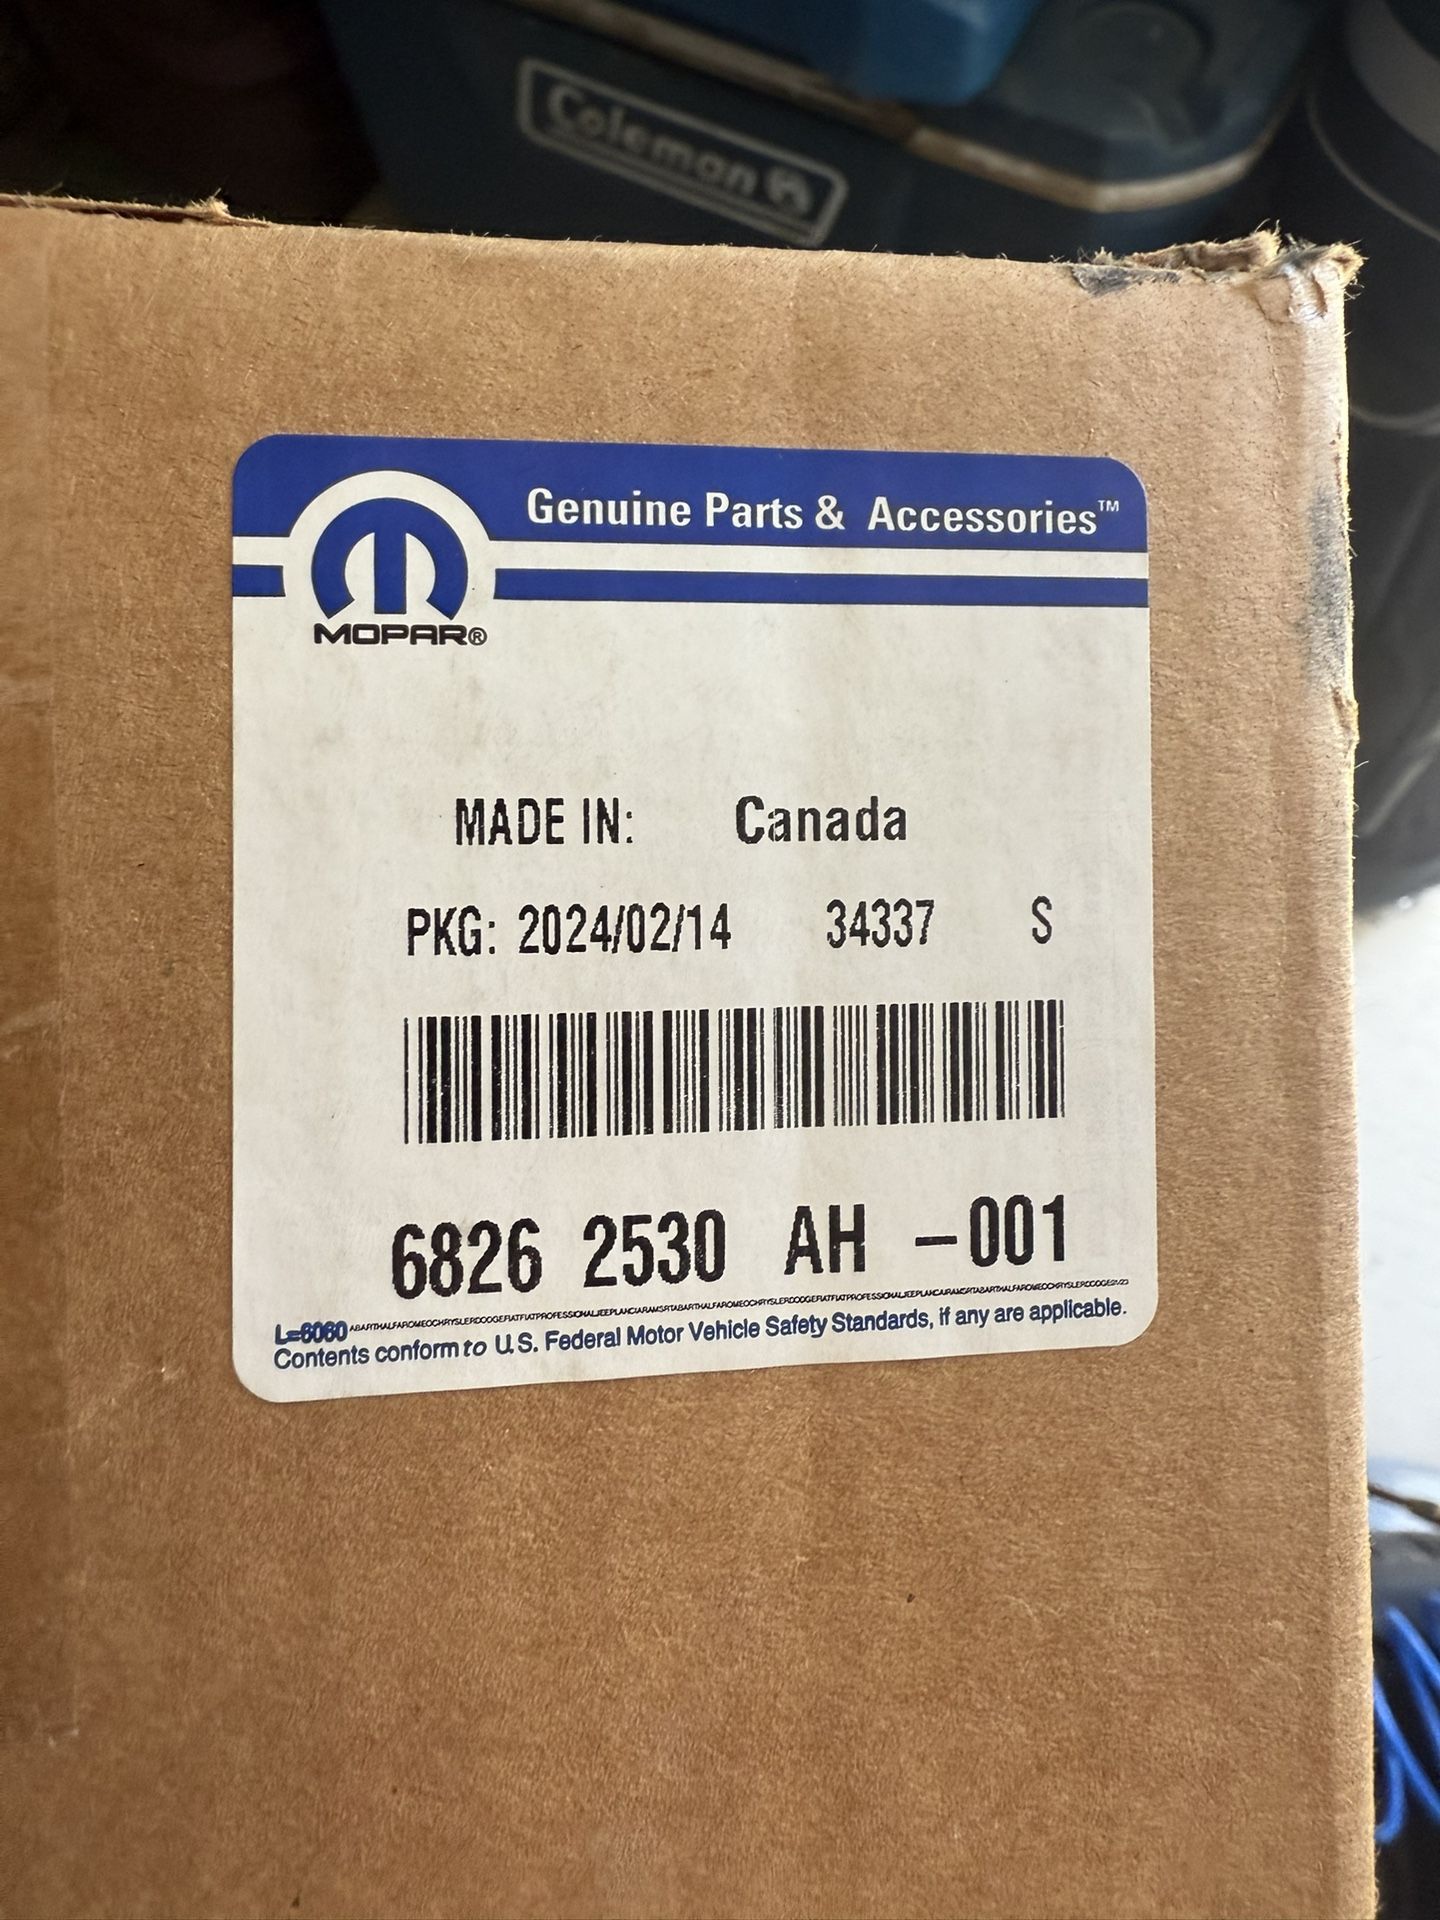 Coleman
Genuine Parts & Accessories™
MOPAR®
MADE IN: Canada
PKG: 2024/02/14 34337 S
6826 2530 AH -001
L=6060
Contents conform to U.S. Federal Motor Vehicle Safety Standards, if any are applicable.